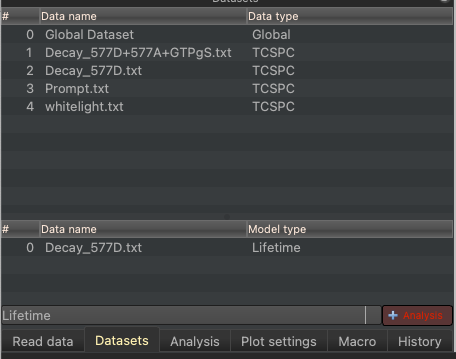 Datasets
# Data name Data type
0 Global Dataset Global
1 Decay_577D+577A+GTPgS.txt TCSPC
2 Decay_577D.txt TCSPC
3 Prompt.txt TCSPC
4 whitelight.txt TCSPC
# Data name Model type
0 Decay_577D.txt Lifetime
Lifetime + Analysis
Read data Datasets Analysis Plot settings Macro History